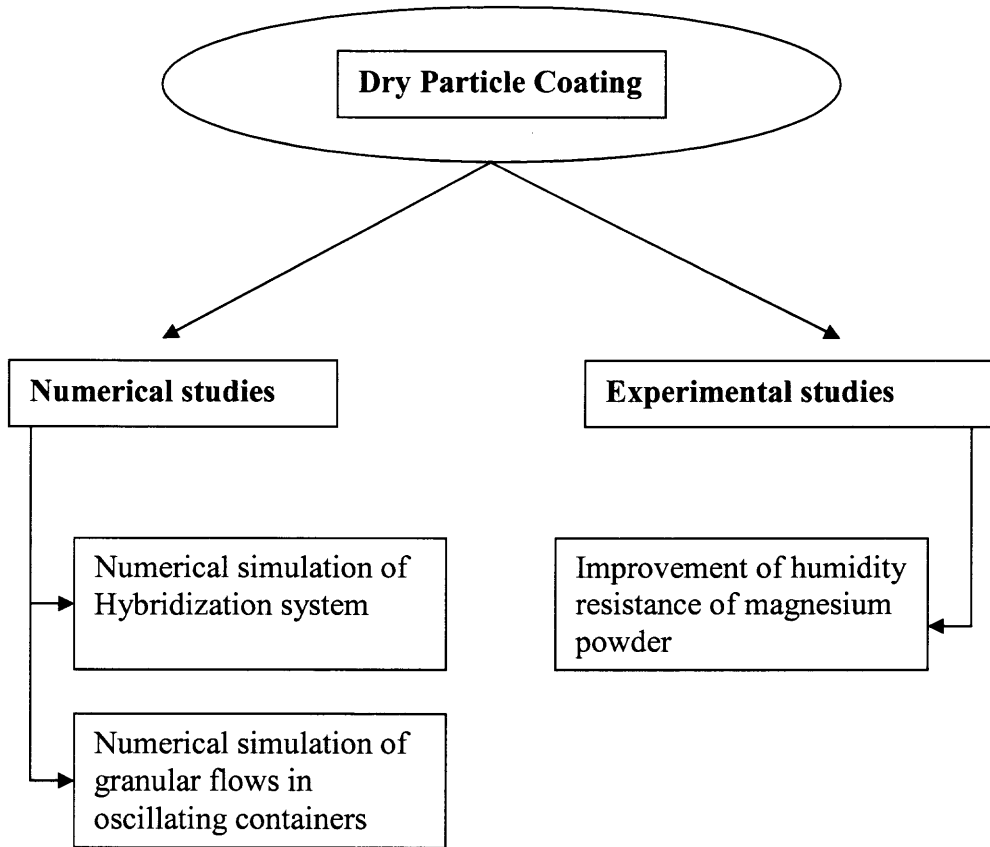 Dry Particle Coating
Numerical studies
Experimental studies
Numerical simulation of
Hybridization system
Improvement of humidity
resistance of magnesium
powder
Numerical simulation of
granular flows in
oscillating containers